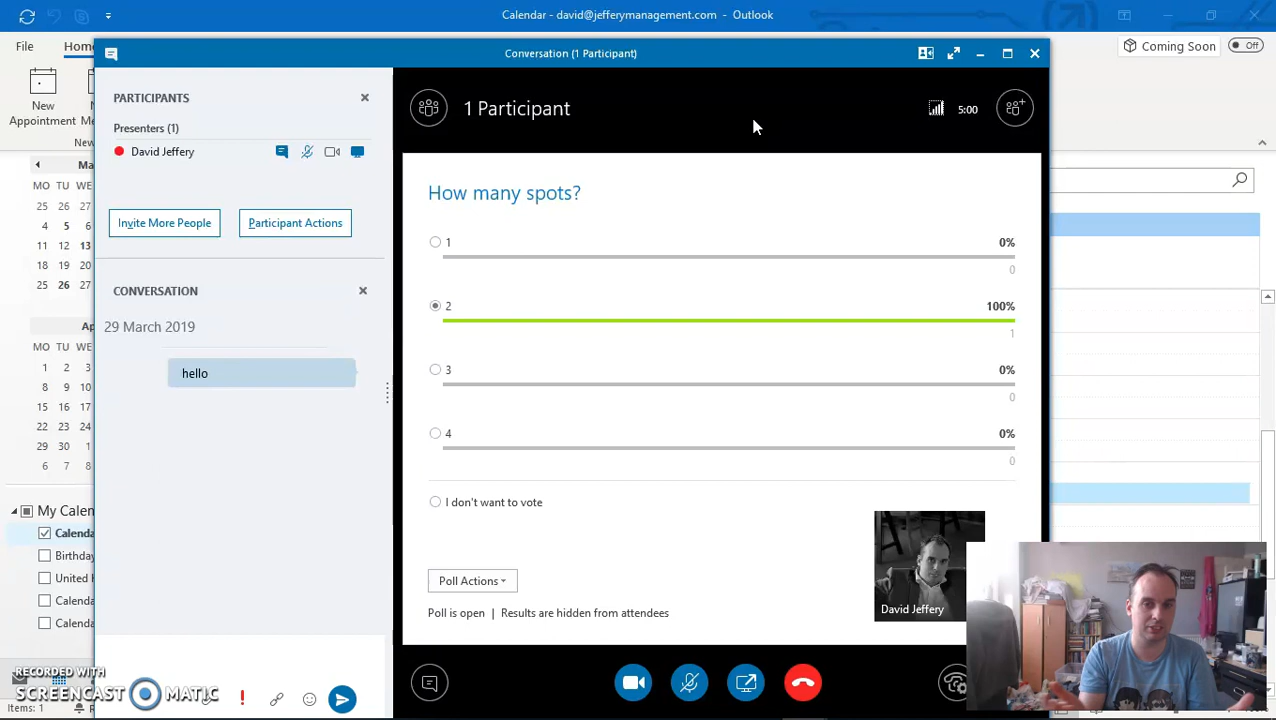 Calendar - david@jefferymanagement.com - Outlook
File
Home
Coming Soon
Off
New
Appointment
New
Conversation (1 Participant)
PARTICIPANTS
Presenters (1)
David Jeffery
Invite More People
Participant Actions
CONVERSATION
29 March 2019
hello
1 Participant
5:00
How many spots?
1
0%
0
2
100%
1
3
0%
0
4
0%
0
I don't want to vote
Poll Actions
Poll is open | Results are hidden from attendees
David Jeffery
MO TU WE
25 26 27
4 5 6
11 12 13
18 19 20
25 26 27
MO TU WE
1 2 3
8 9 10
15 16 17
22 23 24
29 30 1
6 7 8
My Calen
Calenda
Birthday
Calenda
Calenda
RECORDED WITH
SCREENCAST MATIC
Items: 1